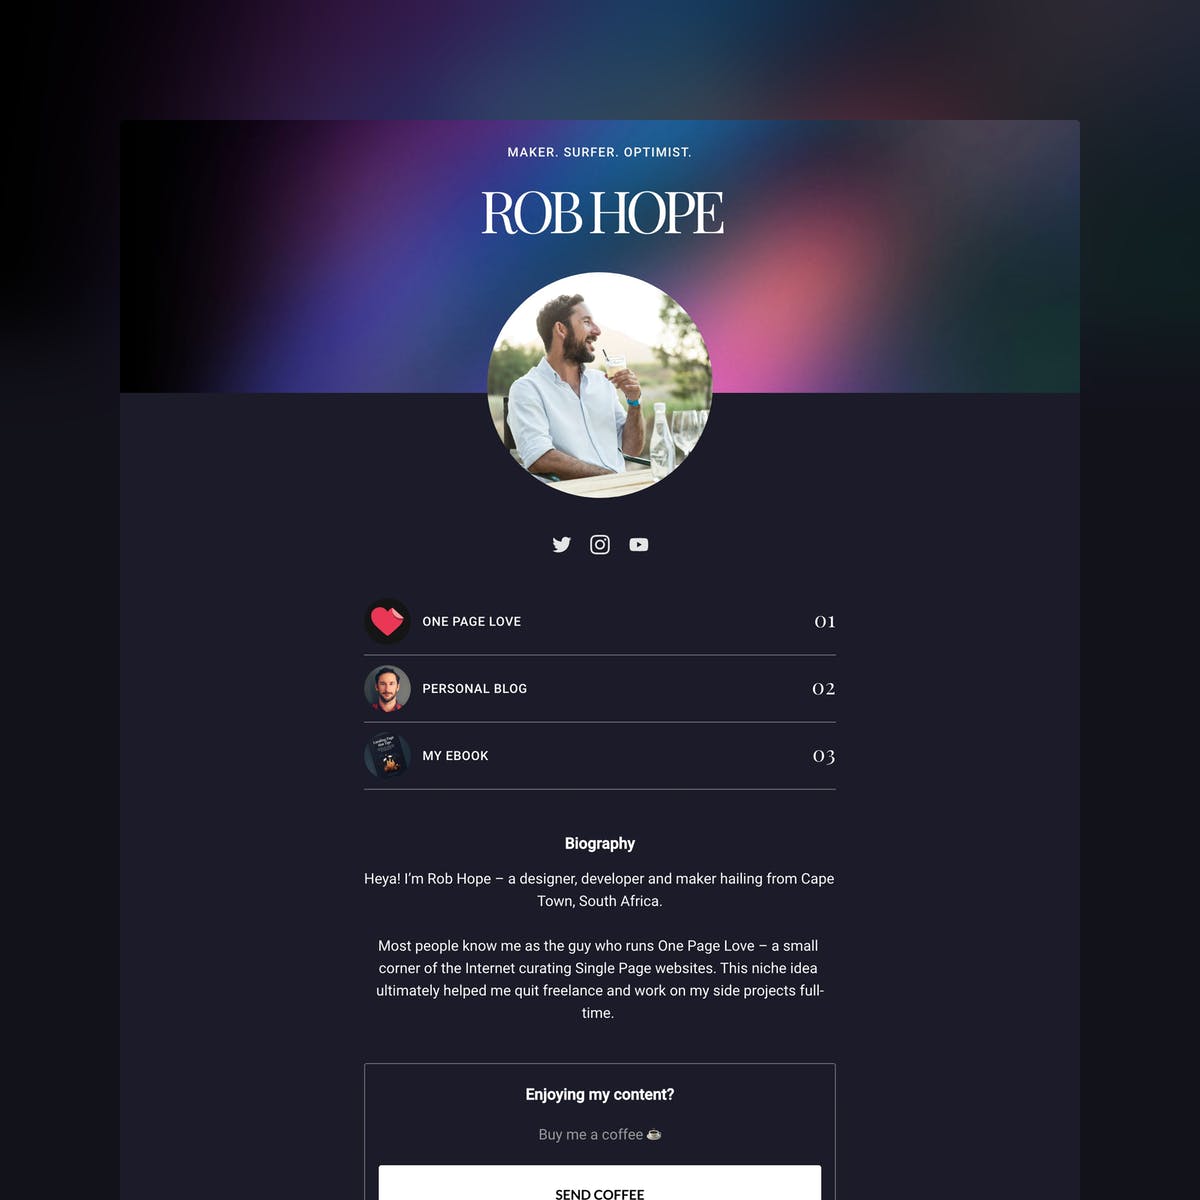 MAKER. SURFER. OPTIMIST.
ROB HOPE
ONE PAGE LOVE 01
PERSONAL BLOG 02
MY EBOOK 03
Biography
Heya! I’m Rob Hope – a designer, developer and maker hailing from Cape
Town, South Africa.
Most people know me as the guy who runs One Page Love – a small
corner of the Internet curating Single Page websites. This niche idea
ultimately helped me quit freelance and work on my side projects full-
time.
Enjoying my content?
Buy me a coffee ☕
SEND COFFEE